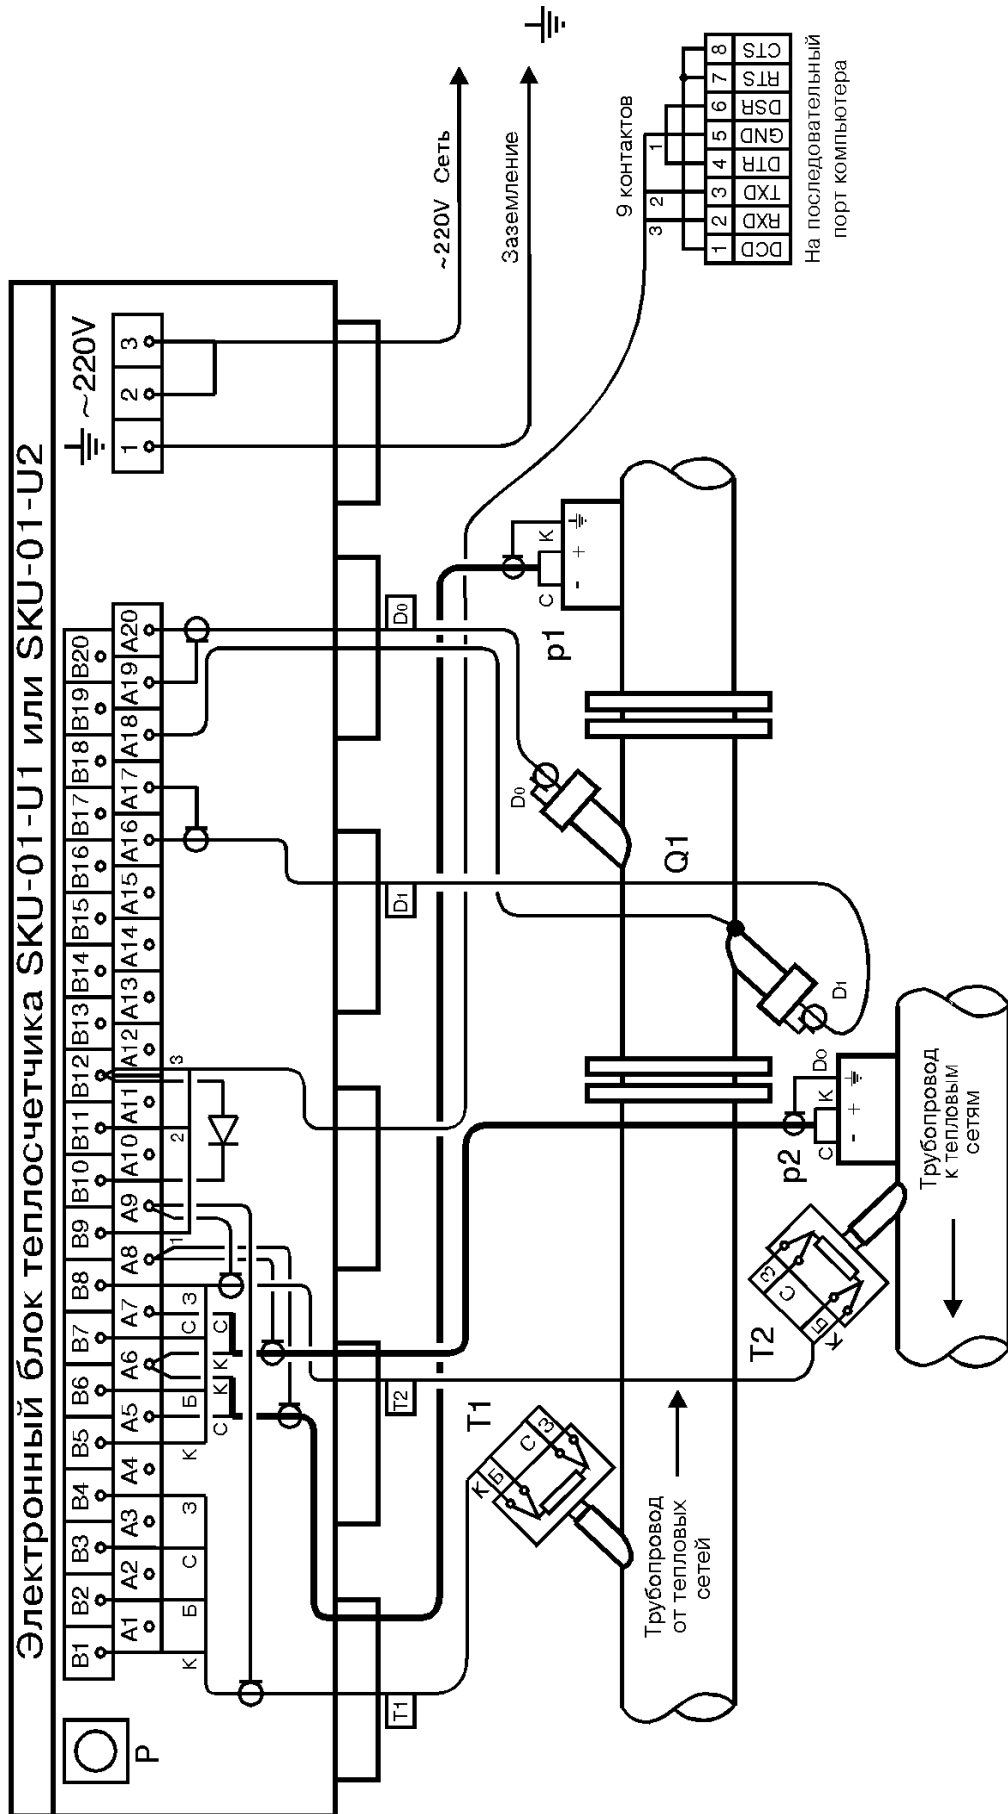 Электронный блок теплосчетчика SKU-01-U1 или SKU-01-U2
P
B1 B2 B3 B4 B5 B6 B7 B8 B9 B10 B11 B12 B13 B14 B15 B16 B17 B18 B19 B20
A1 A2 A3 A4 A5 A6 A7 A8 A9 A10 A11 A12 A13 A14 A15 A16 A17 A18 A19 A20
~220V
1 2 3
К Б С З
К Б С З
С К К С
1 2 3
T1
T2
D1
D0
~220V Сеть
Заземление
9 контактов
3 2 1
1 2 3 4 5 6 7 8
DCD RXD TXD DTR GND DSR RTS CTS
На последовательный
порт компьютера
T1
К Б С З
p1
С К
- +
D0
Q1
D1
Трубопровод
от тепловых
сетей
T2
К Б С З
p2
С К D0
- +
Трубопровод
к тепловым
сетям